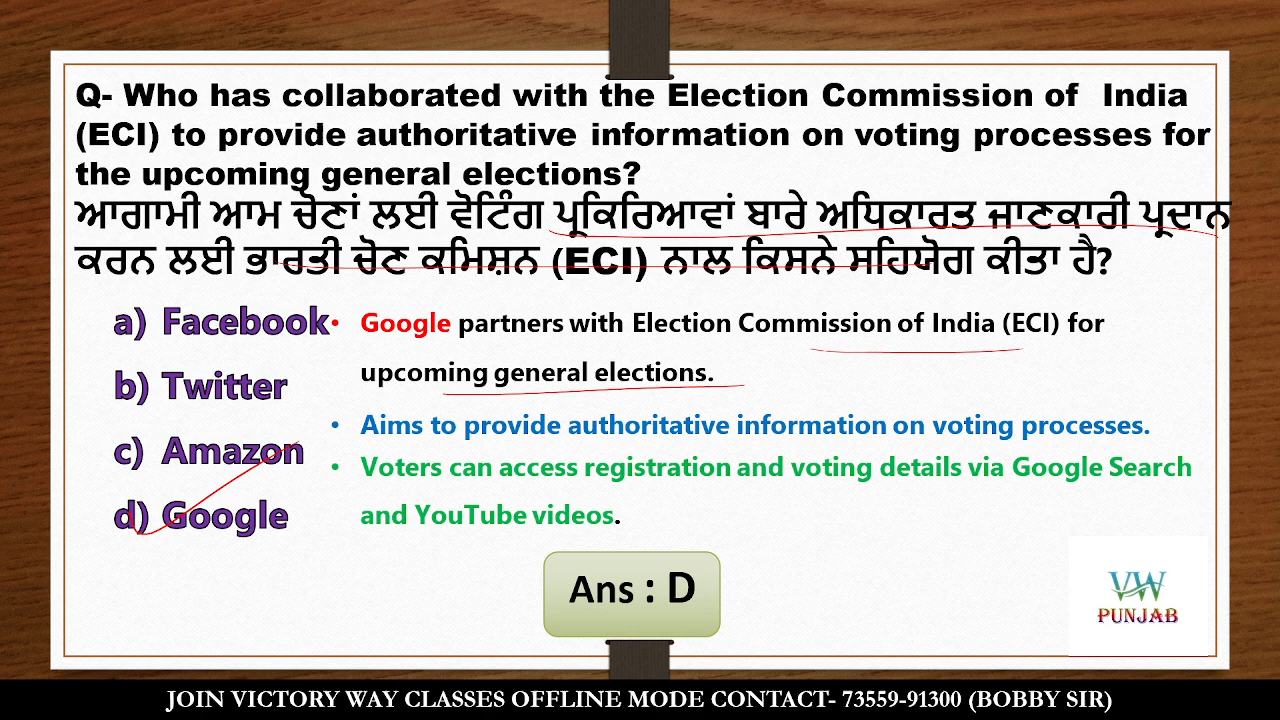 Q- Who has collaborated with the Election Commission of India
(ECI) to provide authoritative information on voting processes for
the upcoming general elections?
ਆਗਾਮੀ ਆਮ ਚੋਣਾਂ ਲਈ ਵੋਟਿੰਗ ਪ੍ਰਕਿਰਿਆਵਾਂ ਬਾਰੇ ਅਧਿਕਾਰਤ ਜਾਣਕਾਰੀ ਪ੍ਰਦਾਨ
ਕਰਨ ਲਈ ਭਾਰਤੀ ਚੋਣ ਕਮਿਸ਼ਨ (ECI) ਨਾਲ ਕਿਸਨੇ ਸਹਿਯੋਗ ਕੀਤਾ ਹੈ?
a) Facebook
b) Twitter
c) Amazon
d) Google
• Google partners with Election Commission of India (ECI) for
upcoming general elections.
• Aims to provide authoritative information on voting processes.
• Voters can access registration and voting details via Google Search
and YouTube videos.
Ans : D
VW
PUNJAB
JOIN VICTORY WAY CLASSES OFFLINE MODE CONTACT- 73559-91300 (BOBBY SIR)